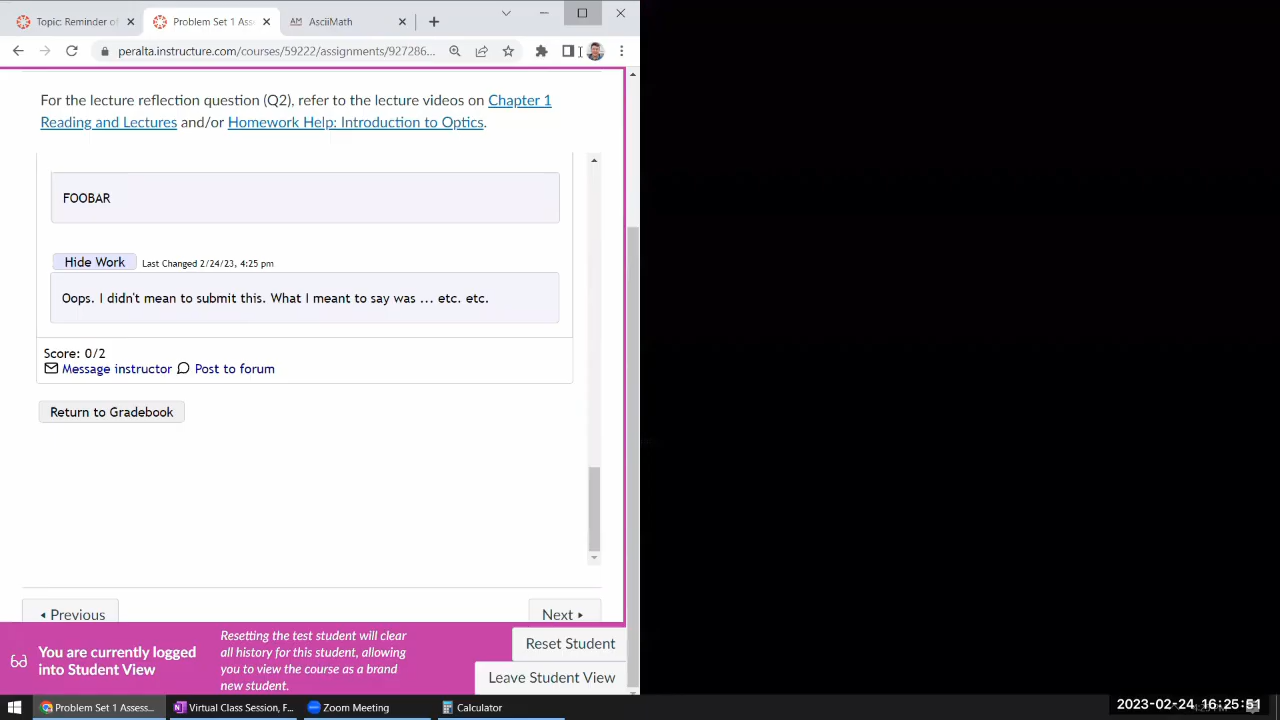 Topic: Reminder of
Problem Set 1 Asse
AsciiMath
peralta.instructure.com/courses/59222/assignments/927286...
For the lecture reflection question (Q2), refer to the lecture videos on Chapter 1
Reading and Lectures and/or Homework Help: Introduction to Optics.
FOOBAR
Hide Work Last Changed 2/24/23, 4:25 pm
Oops. I didn't mean to submit this. What I meant to say was ... etc. etc.
Score: 0/2
Message instructor Post to forum
Return to Gradebook
Previous
Next
You are currently logged
into Student View
Resetting the test student will clear
all history for this student, allowing
you to view the course as a brand
new student.
Reset Student
Leave Student View
Problem Set 1 Assess...
Virtual Class Session, F...
Zoom Meeting
Calculator
2023-02-24 16:25:51